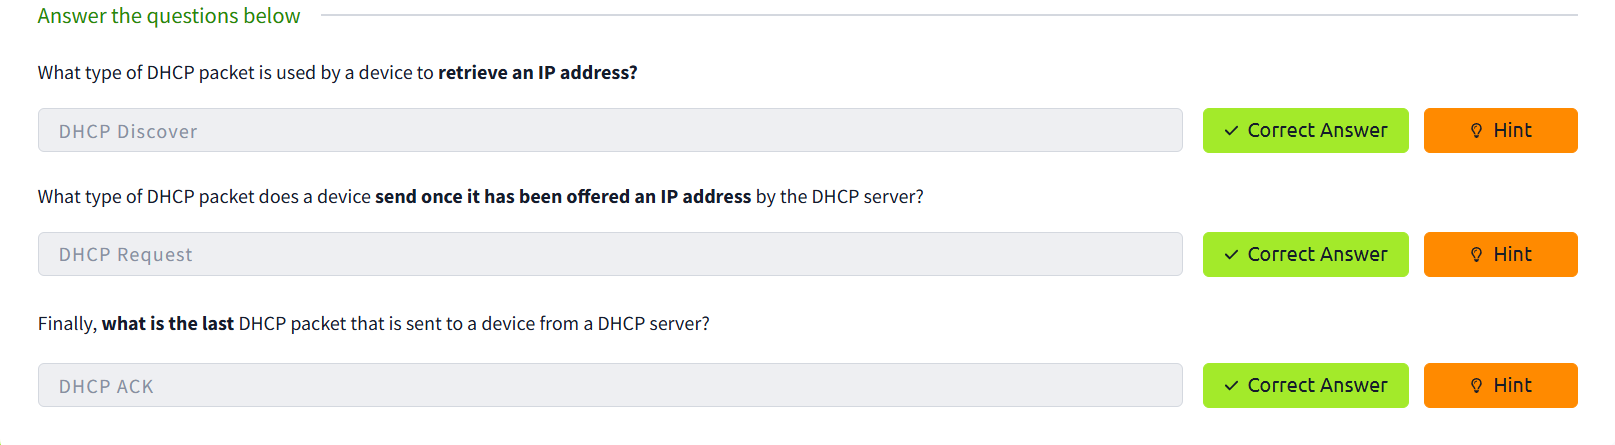 Answer the questions below
What type of DHCP packet is used by a device to retrieve an IP address?
DHCP Discover
Correct Answer
Hint
What type of DHCP packet does a device send once it has been offered an IP address by the DHCP server?
DHCP Request
Correct Answer
Hint
Finally, what is the last DHCP packet that is sent to a device from a DHCP server?
DHCP ACK
Correct Answer
Hint